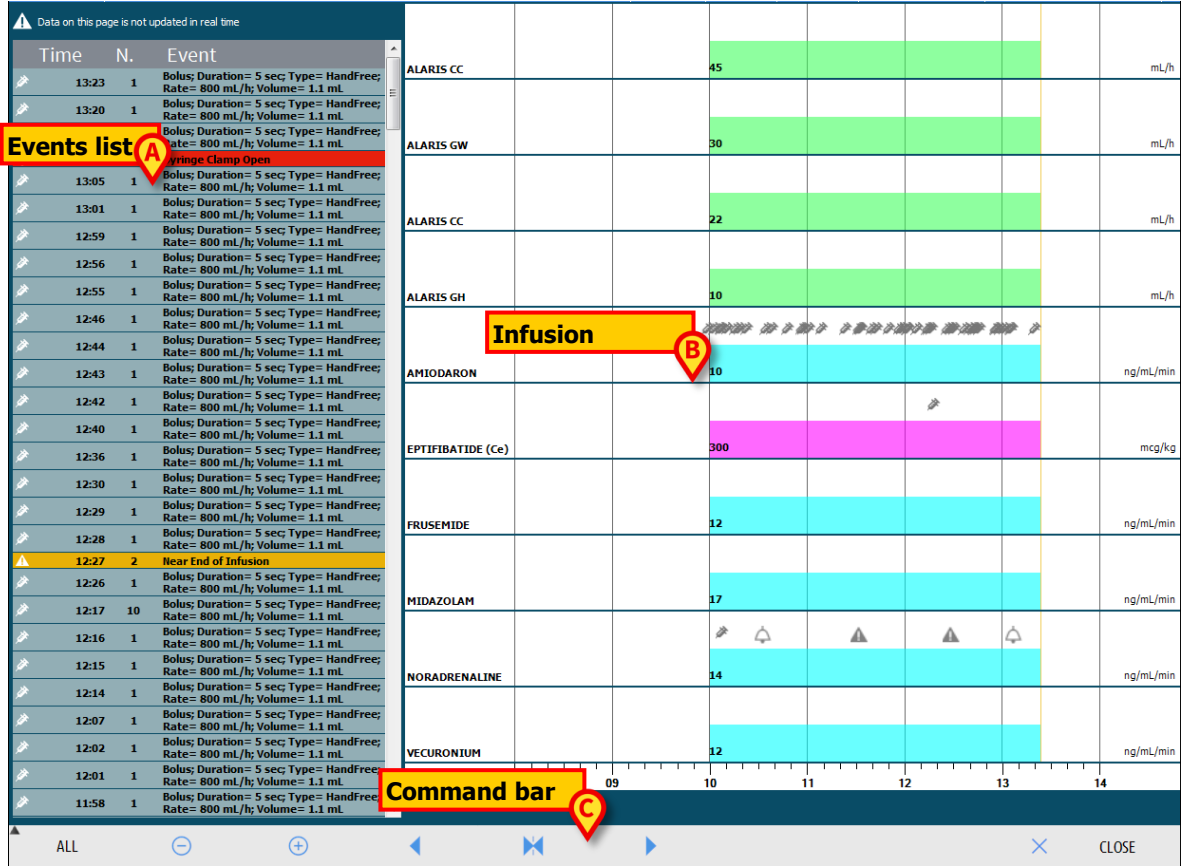 Data on this page is not updated in real time
Time N. Event
13:23 1 Bolus; Duration= 5 sec; Type= HandFree;
Rate= 800 mL/h; Volume= 1.1 mL
13:20 1 Bolus; Duration= 5 sec; Type= HandFree;
Rate= 800 mL/h; Volume= 1.1 mL
Bolus; Duration= 5 sec; Type= HandFree;
Rate= 800 mL/h; Volume= 1.1 mL
Events list
A
Syringe Clamp Open
13:05 1 Bolus; Duration= 5 sec; Type= HandFree;
Rate= 800 mL/h; Volume= 1.1 mL
13:01 1 Bolus; Duration= 5 sec; Type= HandFree;
Rate= 800 mL/h; Volume= 1.1 mL
12:59 1 Bolus; Duration= 5 sec; Type= HandFree;
Rate= 800 mL/h; Volume= 1.1 mL
12:56 1 Bolus; Duration= 5 sec; Type= HandFree;
Rate= 800 mL/h; Volume= 1.1 mL
12:55 1 Bolus; Duration= 5 sec; Type= HandFree;
Rate= 800 mL/h; Volume= 1.1 mL
12:46 1 Bolus; Duration= 5 sec; Type= HandFree;
Rate= 800 mL/h; Volume= 1.1 mL
12:44 1 Bolus; Duration= 5 sec; Type= HandFree;
Rate= 800 mL/h; Volume= 1.1 mL
12:43 1 Bolus; Duration= 5 sec; Type= HandFree;
Rate= 800 mL/h; Volume= 1.1 mL
12:42 1 Bolus; Duration= 5 sec; Type= HandFree;
Rate= 800 mL/h; Volume= 1.1 mL
12:40 1 Bolus; Duration= 5 sec; Type= HandFree;
Rate= 800 mL/h; Volume= 1.1 mL
12:36 1 Bolus; Duration= 5 sec; Type= HandFree;
Rate= 800 mL/h; Volume= 1.1 mL
12:30 1 Bolus; Duration= 5 sec; Type= HandFree;
Rate= 800 mL/h; Volume= 1.1 mL
12:29 1 Bolus; Duration= 5 sec; Type= HandFree;
Rate= 800 mL/h; Volume= 1.1 mL
12:28 1 Bolus; Duration= 5 sec; Type= HandFree;
Rate= 800 mL/h; Volume= 1.1 mL
12:27 2 Near End of Infusion
12:26 1 Bolus; Duration= 5 sec; Type= HandFree;
Rate= 800 mL/h; Volume= 1.1 mL
12:17 10 Bolus; Duration= 5 sec; Type= HandFree;
Rate= 800 mL/h; Volume= 1.1 mL
12:16 1 Bolus; Duration= 5 sec; Type= HandFree;
Rate= 800 mL/h; Volume= 1.1 mL
12:15 1 Bolus; Duration= 5 sec; Type= HandFree;
Rate= 800 mL/h; Volume= 1.1 mL
12:14 1 Bolus; Duration= 5 sec; Type= HandFree;
Rate= 800 mL/h; Volume= 1.1 mL
12:07 1 Bolus; Duration= 5 sec; Type= HandFree;
Rate= 800 mL/h; Volume= 1.1 mL
12:02 1 Bolus; Duration= 5 sec; Type= HandFree;
Rate= 800 mL/h; Volume= 1.1 mL
12:01 1 Bolus; Duration= 5 sec; Type= HandFree;
Rate= 800 mL/h; Volume= 1.1 mL
11:58 1 Bolus; Duration= 5 sec; Type= HandFree;
Rate= 800 mL/h; Volume= 1.1 mL
ALARIS CC 45 mL/h
ALARIS GW 30 mL/h
ALARIS CC 22 mL/h
ALARIS GH 10 mL/h
Infusion
B
AMIODARON 10 ng/mL/min
EPTIFIBATIDE (Ce) 300 mcg/kg
FRUSEMIDE 12 ng/mL/min
MIDAZOLAM 17 ng/mL/min
NORADRENALINE 14 ng/mL/min
VECURONIUM 12 ng/mL/min
09 10 11 12 13 14
Command bar
C
ALL CLOSE